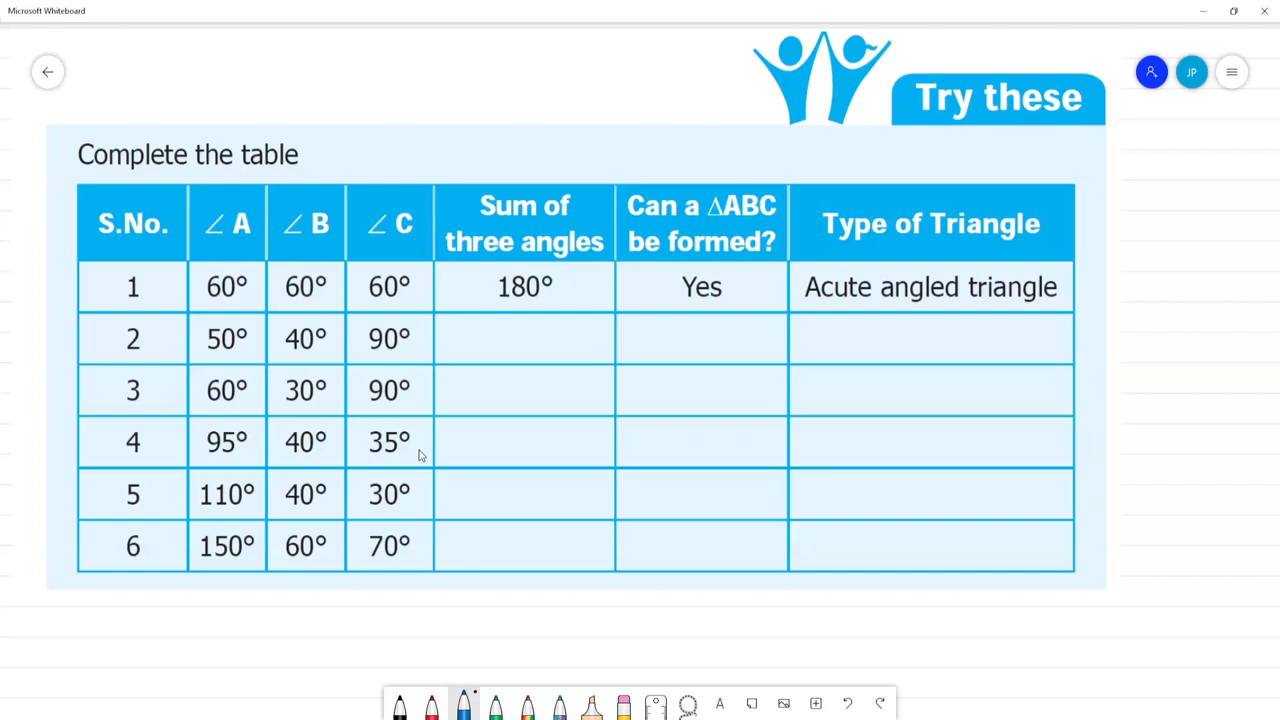 Microsoft Whiteboard
JP
Try these
Complete the table
S.No. ∠ A ∠ B ∠ C Sum of three angles Can a ∆ABC be formed? Type of Triangle
1 60° 60° 60° 180° Yes Acute angled triangle
2 50° 40° 90°
3 60° 30° 90°
4 95° 40° 35°
5 110° 40° 30°
6 150° 60° 70°
A